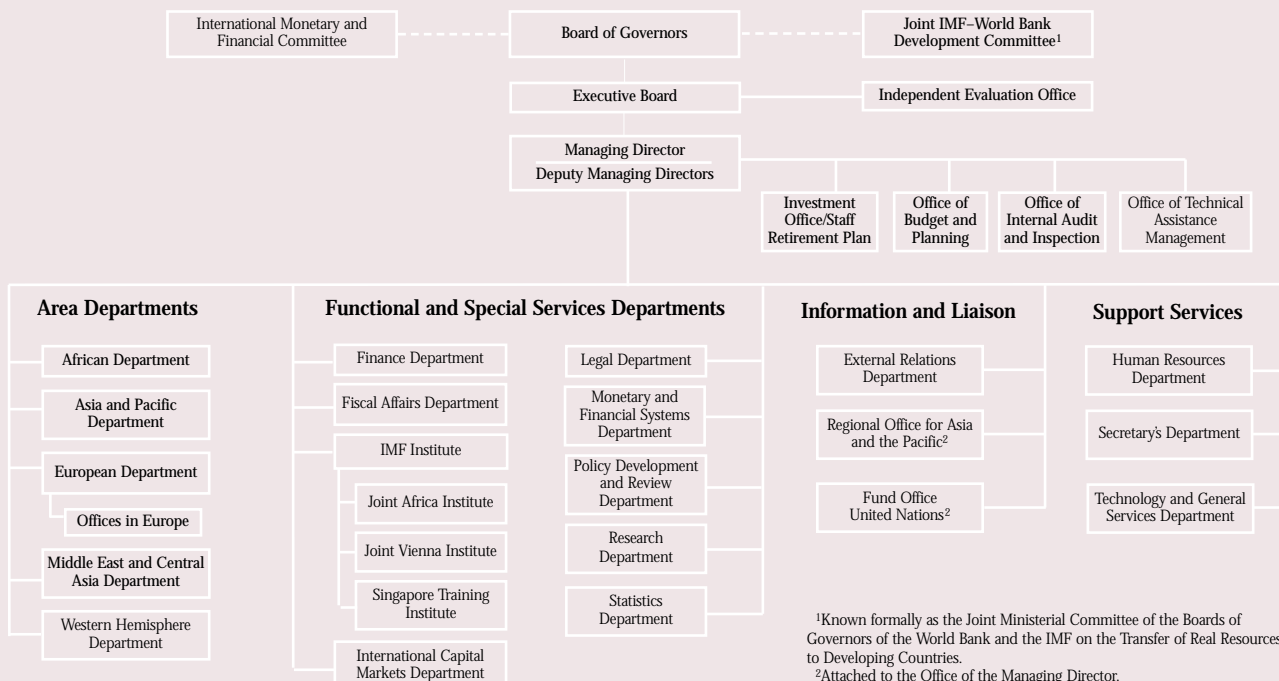 International Monetary and
Financial Committee
Board of Governors
Joint IMF–World Bank
Development Committee¹
Executive Board
Independent Evaluation Office
Managing Director
Deputy Managing Directors
Investment
Office/Staff
Retirement Plan
Office of
Budget and
Planning
Office of
Internal Audit
and Inspection
Office of Technical
Assistance
Management
Area Departments
African Department
Asia and Pacific
Department
European Department
Offices in Europe
Middle East and Central
Asia Department
Western Hemisphere
Department
Functional and Special Services Departments
Finance Department
Fiscal Affairs Department
IMF Institute
Joint Africa Institute
Joint Vienna Institute
Singapore Training
Institute
International Capital
Markets Department
Legal Department
Monetary and
Financial Systems
Department
Policy Development
and Review
Department
Research
Department
Statistics
Department
Information and Liaison
External Relations
Department
Regional Office for Asia
and the Pacific²
Fund Office
United Nations²
Support Services
Human Resources
Department
Secretary's Department
Technology and General
Services Department
¹Known formally as the Joint Ministerial Committee of the Boards of
Governors of the World Bank and the IMF on the Transfer of Real Resources
to Developing Countries.
²Attached to the Office of the Managing Director.